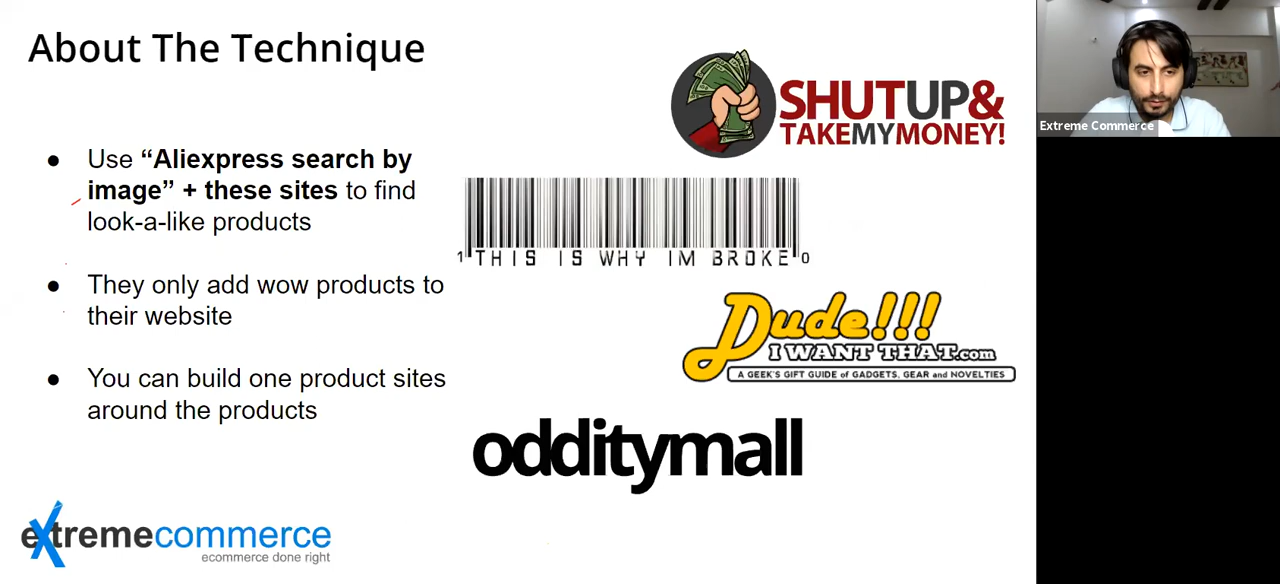 About The Technique
● Use “Aliexpress search by
image” + these sites to find
look-a-like products
● They only add wow products to
their website
● You can build one product sites
around the products
SHUTUP&
TAKEMYMONEY!
1 THIS IS WHY IM BROKE 0
Dude!!!
I WANT THAT.com
A GEEK'S GIFT GUIDE of GADGETS, GEAR and NOVELTIES
odditymall
extremecommerce
ecommerce done right
Extreme Commerce